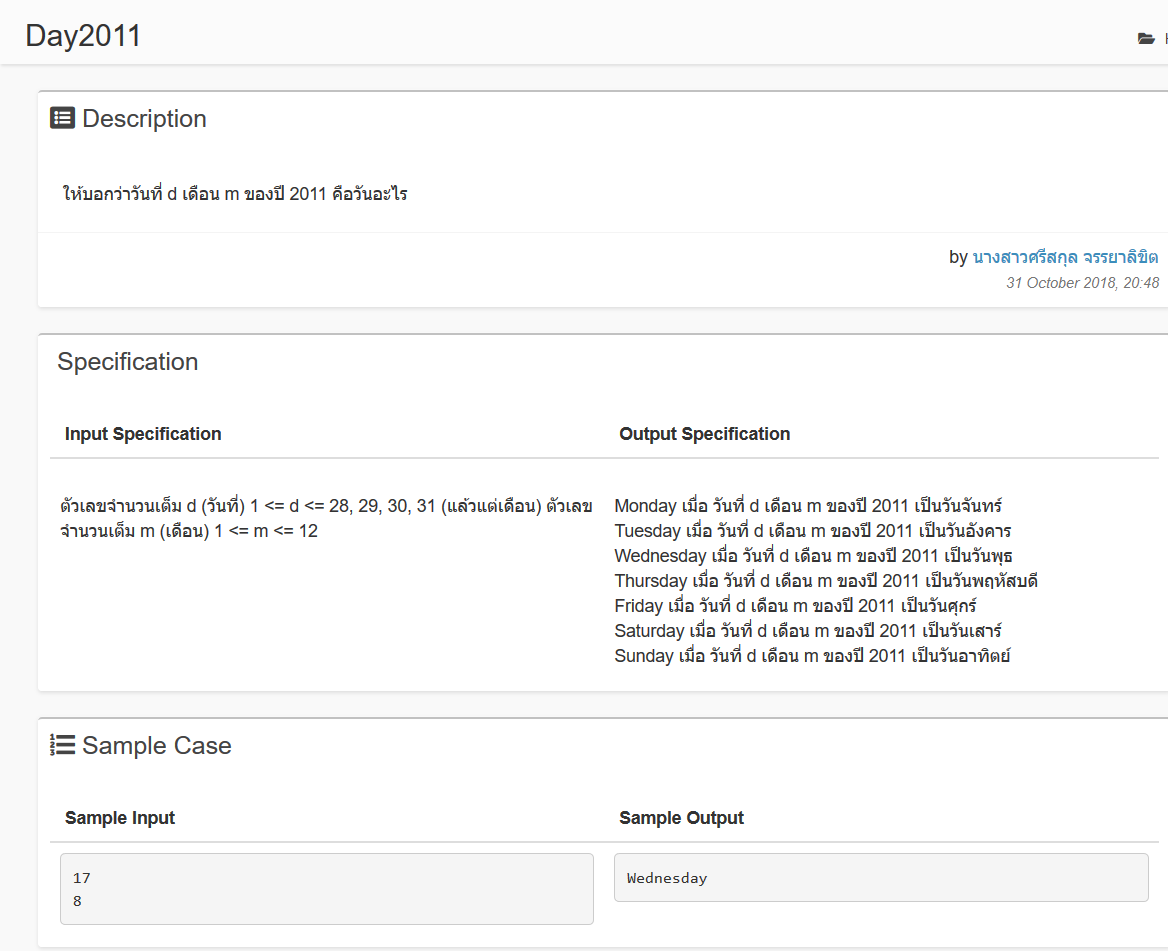 Day2011
Description
ให้บอกว่าวันที่ d เดือน m ของปี 2011 คือวันอะไร
by นางสาวศรีสกุล จรรยาลิขิต
31 October 2018, 20:48
Specification
Input Specification
Output Specification
ตัวเลขจำนวนเต็ม d (วันที่) 1 <= d <= 28, 29, 30, 31 (แล้วแต่เดือน) ตัวเลข
จำนวนเต็ม m (เดือน) 1 <= m <= 12
Monday เมื่อ วันที่ d เดือน m ของปี 2011 เป็นวันจันทร์
Tuesday เมื่อ วันที่ d เดือน m ของปี 2011 เป็นวันอังคาร
Wednesday เมื่อ วันที่ d เดือน m ของปี 2011 เป็นวันพุธ
Thursday เมื่อ วันที่ d เดือน m ของปี 2011 เป็นวันพฤหัสบดี
Friday เมื่อ วันที่ d เดือน m ของปี 2011 เป็นวันศุกร์
Saturday เมื่อ วันที่ d เดือน m ของปี 2011 เป็นวันเสาร์
Sunday เมื่อ วันที่ d เดือน m ของปี 2011 เป็นวันอาทิตย์
Sample Case
Sample Input
Sample Output
17
8
Wednesday